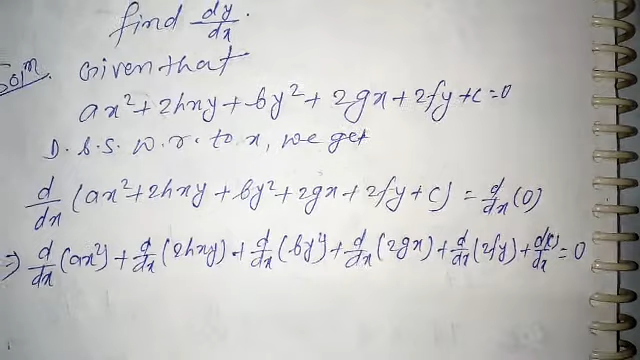 find dy/dx.
Solⁿ. Given that
ax² + 2hxy + by² + 2gx + 2fy + c = 0
D. b. s. w. r. to x, we get
d/dx (ax² + 2hxy + by² + 2gx + 2fy + c) = d/dx (0)
⇒ d/dx (ax²) + d/dx (2hxy) + d/dx (by²) + d/dx (2gx) + d/dx (2fy) + d(c)/dx = 0